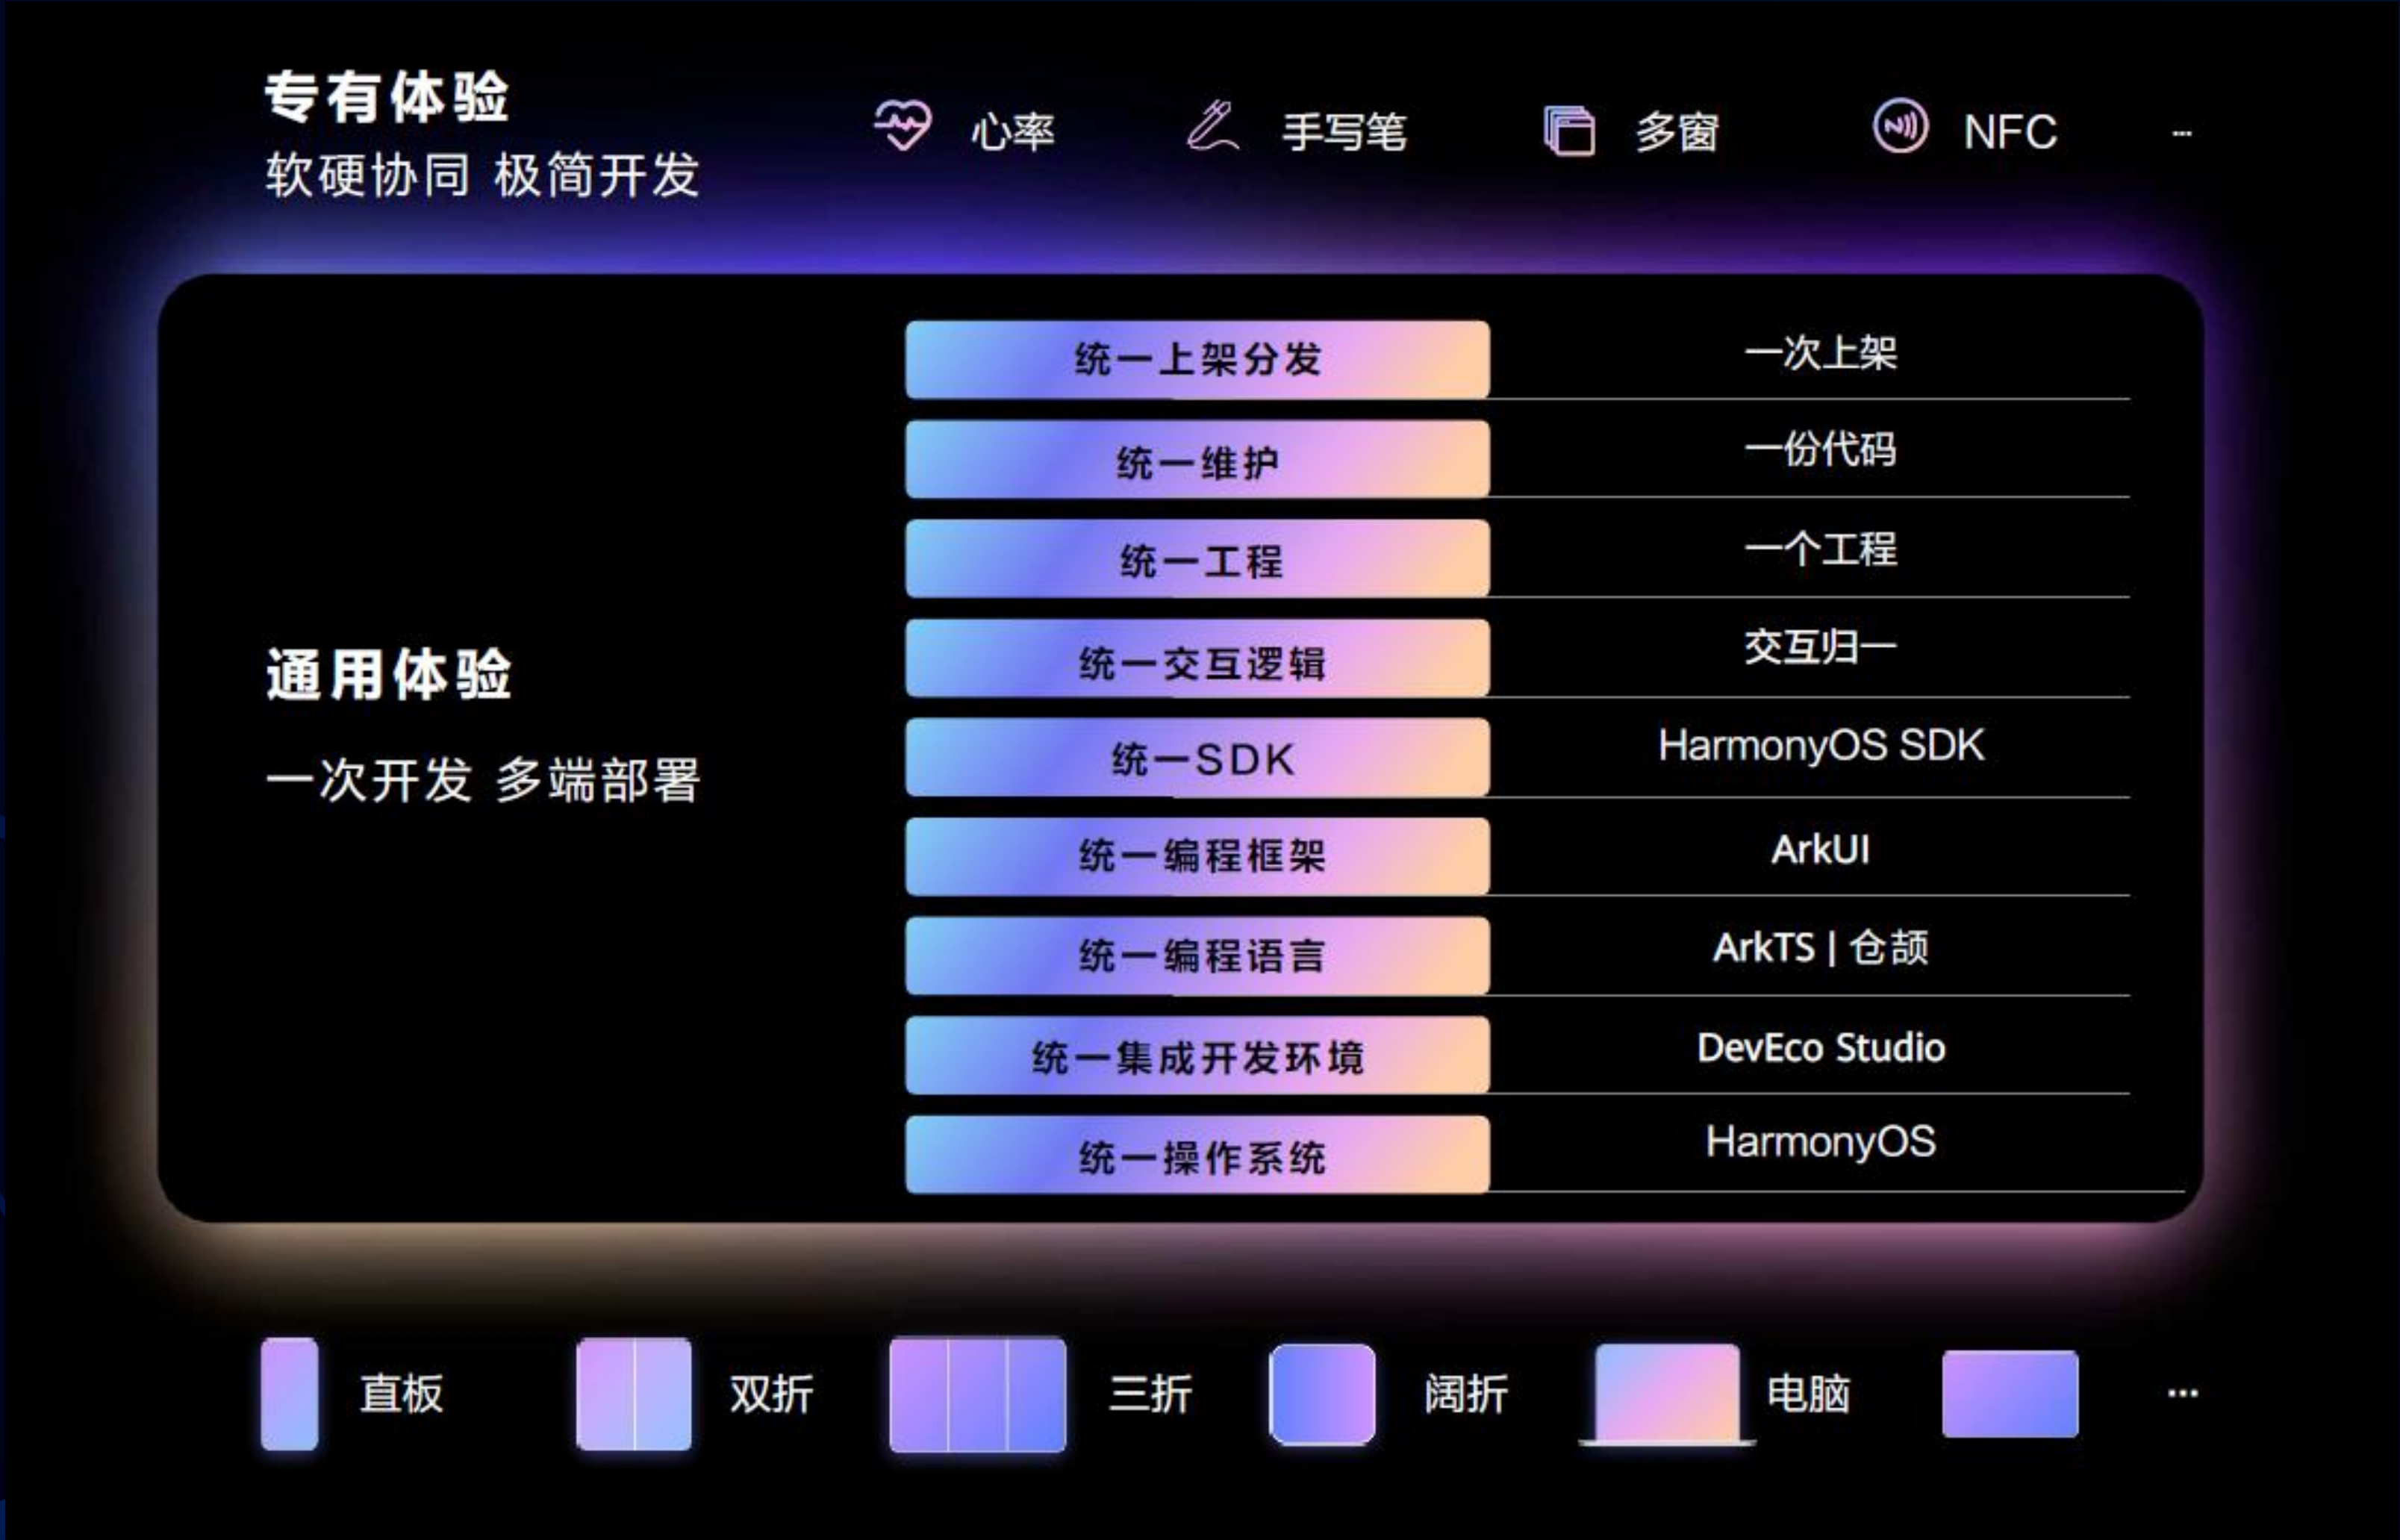 专有体验
软硬协同 极简开发
心率
手写笔
多窗
NFC
...
通用体验
一次开发 多端部署
统一上架分发 一次上架
统一维护 一份代码
统一工程 一个工程
统一交互逻辑 交互归一
统一SDK HarmonyOS SDK
统一编程框架 ArkUI
统一编程语言 ArkTS | 仓颉
统一集成开发环境 DevEco Studio
统一操作系统 HarmonyOS
直板
双折
三折
阔折
电脑
...